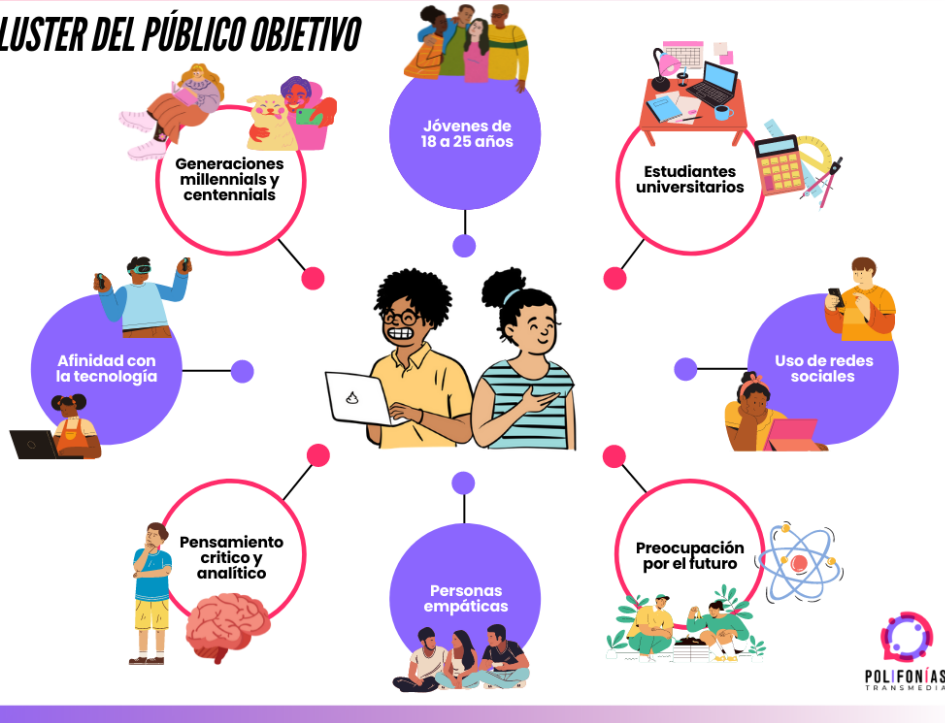 LUSTER DEL PÚBLICO OBJETIVO
Jóvenes de
18 a 25 años
Generaciones
millennials y
centennials
Estudiantes
universitarios
Afinidad con
la tecnología
Uso de redes
sociales
Pensamiento
critico y
analítico
Personas
empáticas
Preocupación
por el futuro
POLIFONÍAS
TRANSMEDIA